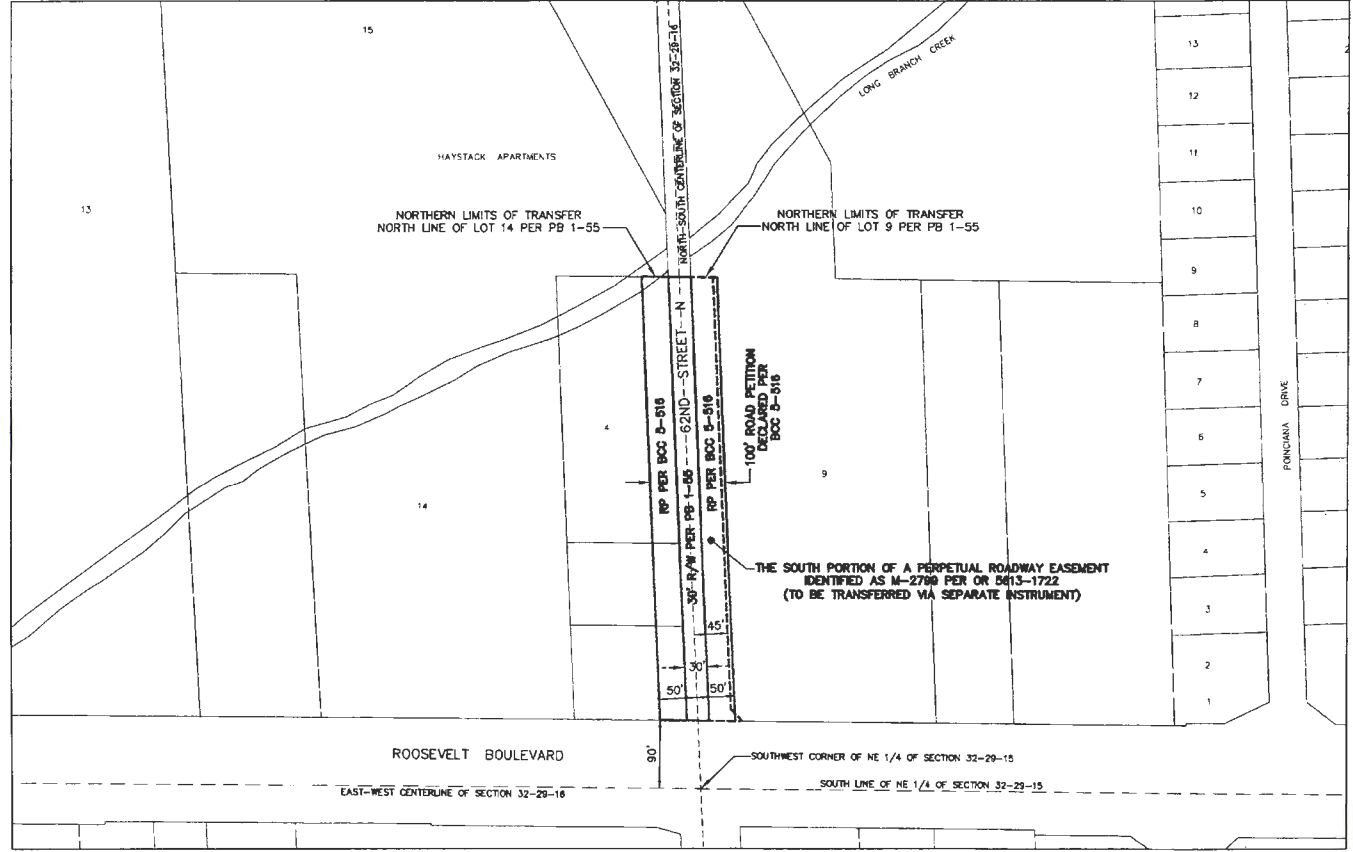 15
NORTH-SOUTH CENTERLINE OF SECTION 32-29-16
LONG BRANCH CREEK
HAYSTACK APARTMENTS
13
NORTHERN LIMITS OF TRANSFER
NORTH LINE OF LOT 14 PER PB 1-55
NORTHERN LIMITS OF TRANSFER
NORTH LINE OF LOT 9 PER PB 1-55
13
12
11
10
9
8
7
6
5
4
3
2
1
POINCIANA DRIVE
4
14
9
RP PER BCC 5-516
62ND STREET N
30' R/W PER PB 1-55
RP PER BCC 5-516
100' ROAD PETITION
DECLARED PER
BCC 5-516
THE SOUTH PORTION OF A PERPETUAL ROADWAY EASEMENT
IDENTIFIED AS M-2799 PER OR 5613-1722
(TO BE TRANSFERRED VIA SEPARATE INSTRUMENT)
45'
30'
50'
50'
90'
ROOSEVELT BOULEVARD
SOUTHWEST CORNER OF NE 1/4 OF SECTION 32-29-15
SOUTH LINE OF NE 1/4 OF SECTION 32-29-15
EAST-WEST CENTERLINE OF SECTION 32-29-16